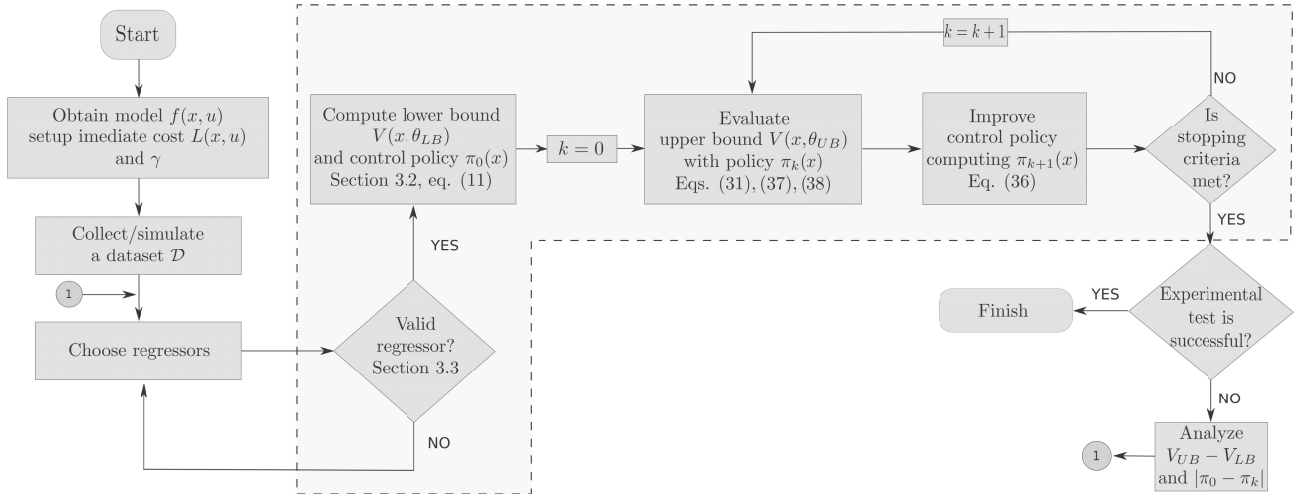 Start
Obtain model f(x, u)
setup imediate cost L(x, u)
and γ
Collect/simulate
a dataset 𝒟
1
Choose regressors
Valid
regressor?
Section 3.3
YES
NO
Compute lower bound
V(x θ_LB)
and control policy π_0(x)
Section 3.2, eq. (11)
k = 0
Evaluate
upper bound V(x,θ_UB)
with policy π_k(x)
Eqs. (31), (37), (38)
Improve
control policy
computing π_{k+1}(x)
Eq. (36)
k = k + 1
Is
stopping
criteria
met?
NO
YES
Experimental
test is
successful?
YES
Finish
NO
Analyze
V_UB − V_LB
and |π_0 − π_k|
1